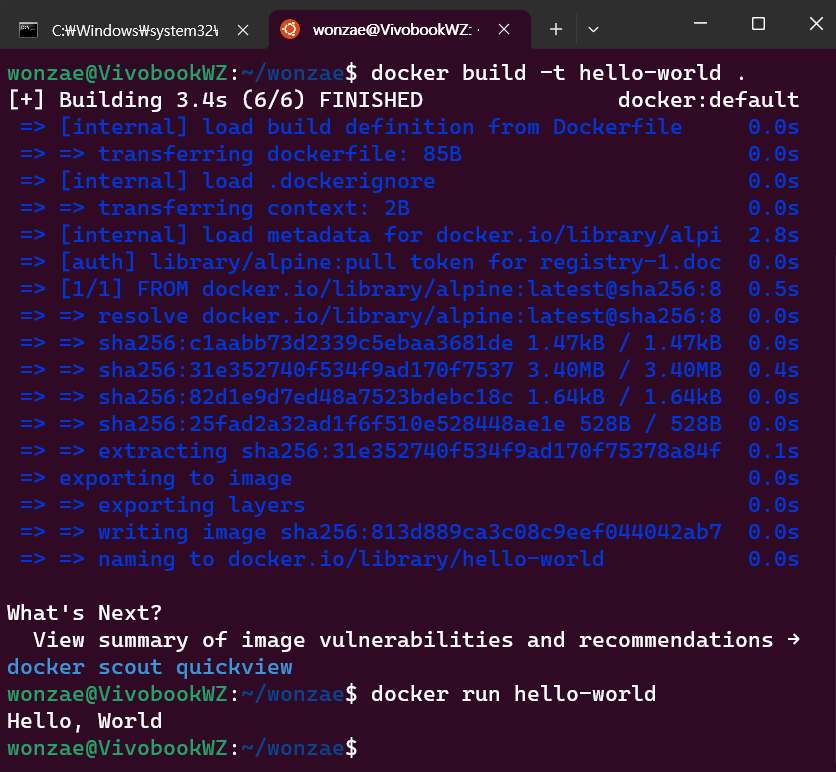 C:₩Windows₩system32₩
wonzae@VivobookWZ: ·
wonzae@VivobookWZ:~/wonzae$ docker build -t hello-world .
[+] Building 3.4s (6/6) FINISHED docker:default
=> [internal] load build definition from Dockerfile 0.0s
=> => transferring dockerfile: 85B 0.0s
=> [internal] load .dockerignore 0.0s
=> => transferring context: 2B 0.0s
=> [internal] load metadata for docker.io/library/alpi 2.8s
=> [auth] library/alpine:pull token for registry-1.doc 0.0s
=> [1/1] FROM docker.io/library/alpine:latest@sha256:8 0.5s
=> => resolve docker.io/library/alpine:latest@sha256:8 0.0s
=> => sha256:c1aabb73d2339c5ebaa3681de 1.47kB / 1.47kB 0.0s
=> => sha256:31e352740f534f9ad170f7537 3.40MB / 3.40MB 0.4s
=> => sha256:82d1e9d7ed48a7523bdebc18c 1.64kB / 1.64kB 0.0s
=> => sha256:25fad2a32ad1f6f510e528448ae1e 528B / 528B 0.0s
=> => extracting sha256:31e352740f534f9ad170f75378a84f 0.1s
=> exporting to image 0.0s
=> => exporting layers 0.0s
=> => writing image sha256:813d889ca3c08c9eef044042ab7 0.0s
=> => naming to docker.io/library/hello-world 0.0s
What's Next?
View summary of image vulnerabilities and recommendations →
docker scout quickview
wonzae@VivobookWZ:~/wonzae$ docker run hello-world
Hello, World
wonzae@VivobookWZ:~/wonzae$